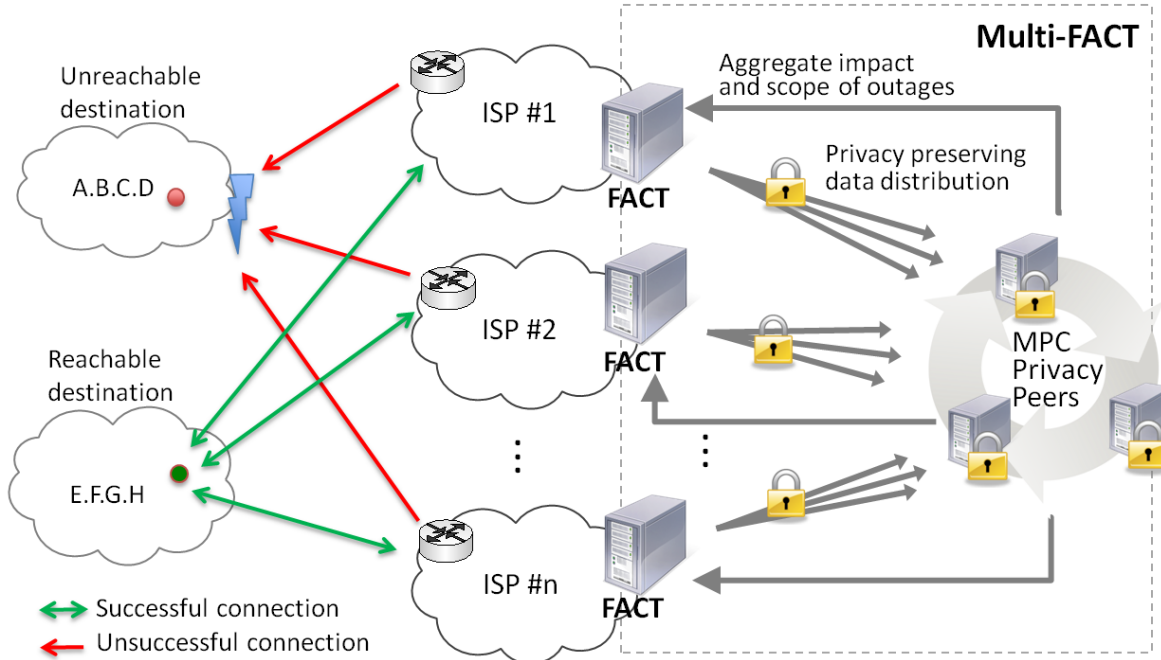 Multi-FACT
Unreachable
destination
A.B.C.D
ISP #1
FACT
Aggregate impact
and scope of outages
Privacy preserving
data distribution
ISP #2
FACT
MPC
Privacy
Peers
Reachable
destination
E.F.G.H
ISP #n
FACT
Successful connection
Unsuccessful connection